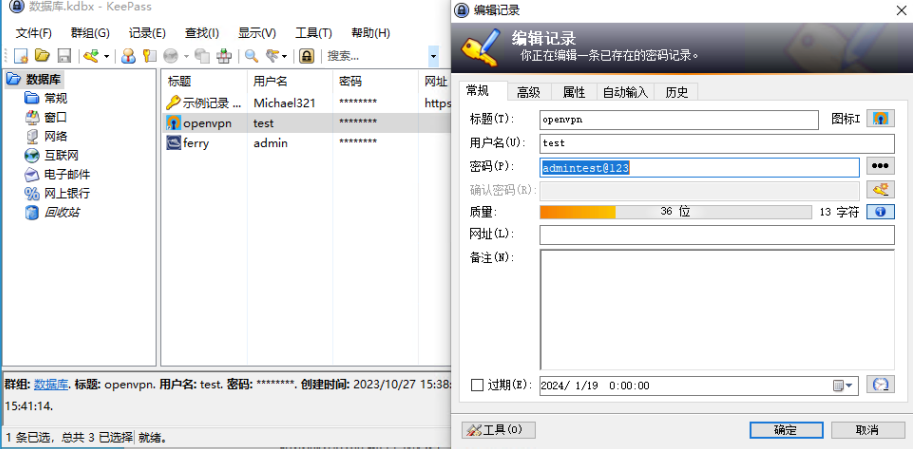 数据库.kdbx - KeePass
文件(F) 群组(G) 记录(E) 查找(I) 显示(V) 工具(T) 帮助(H)
搜索...
数据库
常规
窗口
网络
互联网
电子邮件
网上银行
回收站
标题 用户名 密码 网址
示例记录 ... Michael321 ******** https
openvpn test ********
ferry admin ********
群组: 数据库. 标题: openvpn. 用户名: test. 密码: ********. 创建时间: 2023/10/27 15:38:
15:41:14.
1 条已选，总共 3 已选择 就绪。
编辑记录
编辑记录
你正在编辑一条已存在的密码记录。
常规 高级 属性 自动输入 历史
标题(T): openvpn 图标I
用户名(U): test
密码(P): admintest@123
确认密码(R):
质量: 36 位 13 字符
网址(L):
备注(N):
过期(E): 2024/ 1/19 0:00:00
工具(O) 确定 取消